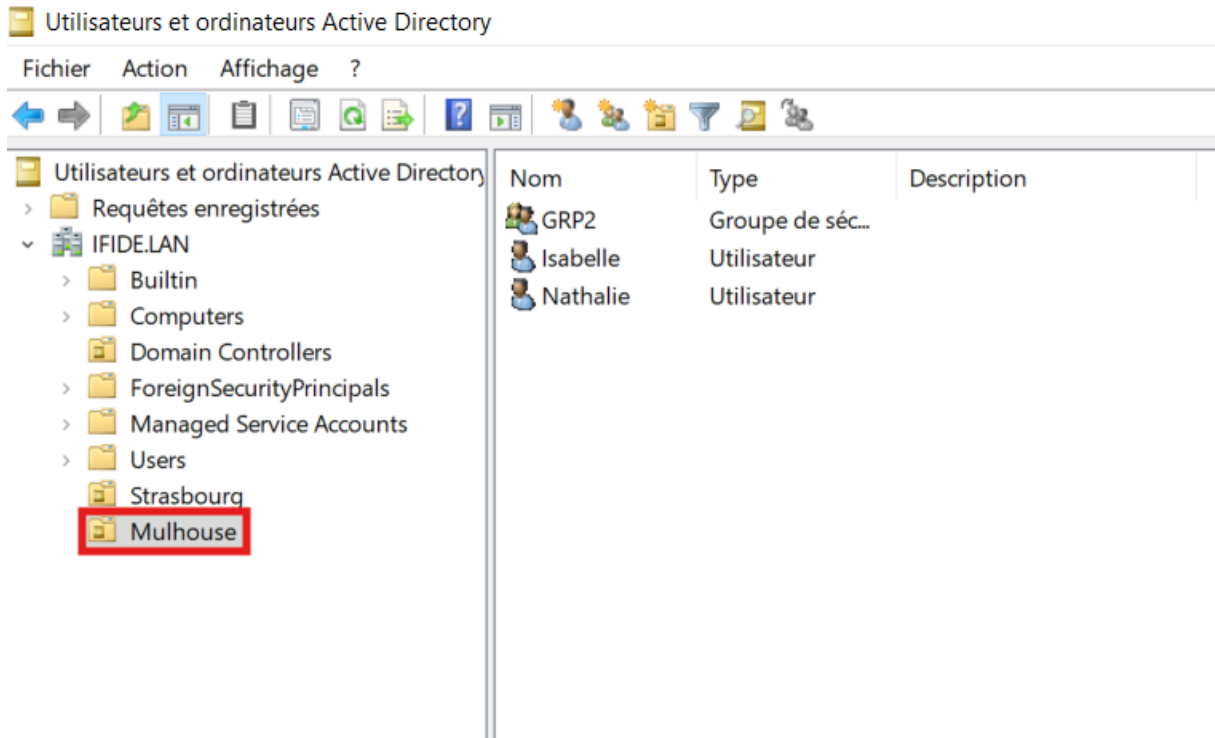 Utilisateurs et ordinateurs Active Directory
Fichier Action Affichage ?
Utilisateurs et ordinateurs Active Directory
Requêtes enregistrées
IFIDE.LAN
Builtin
Computers
Domain Controllers
ForeignSecurityPrincipals
Managed Service Accounts
Users
Strasbourg
Mulhouse
Nom Type Description
GRP2 Groupe de séc...
Isabelle Utilisateur
Nathalie Utilisateur